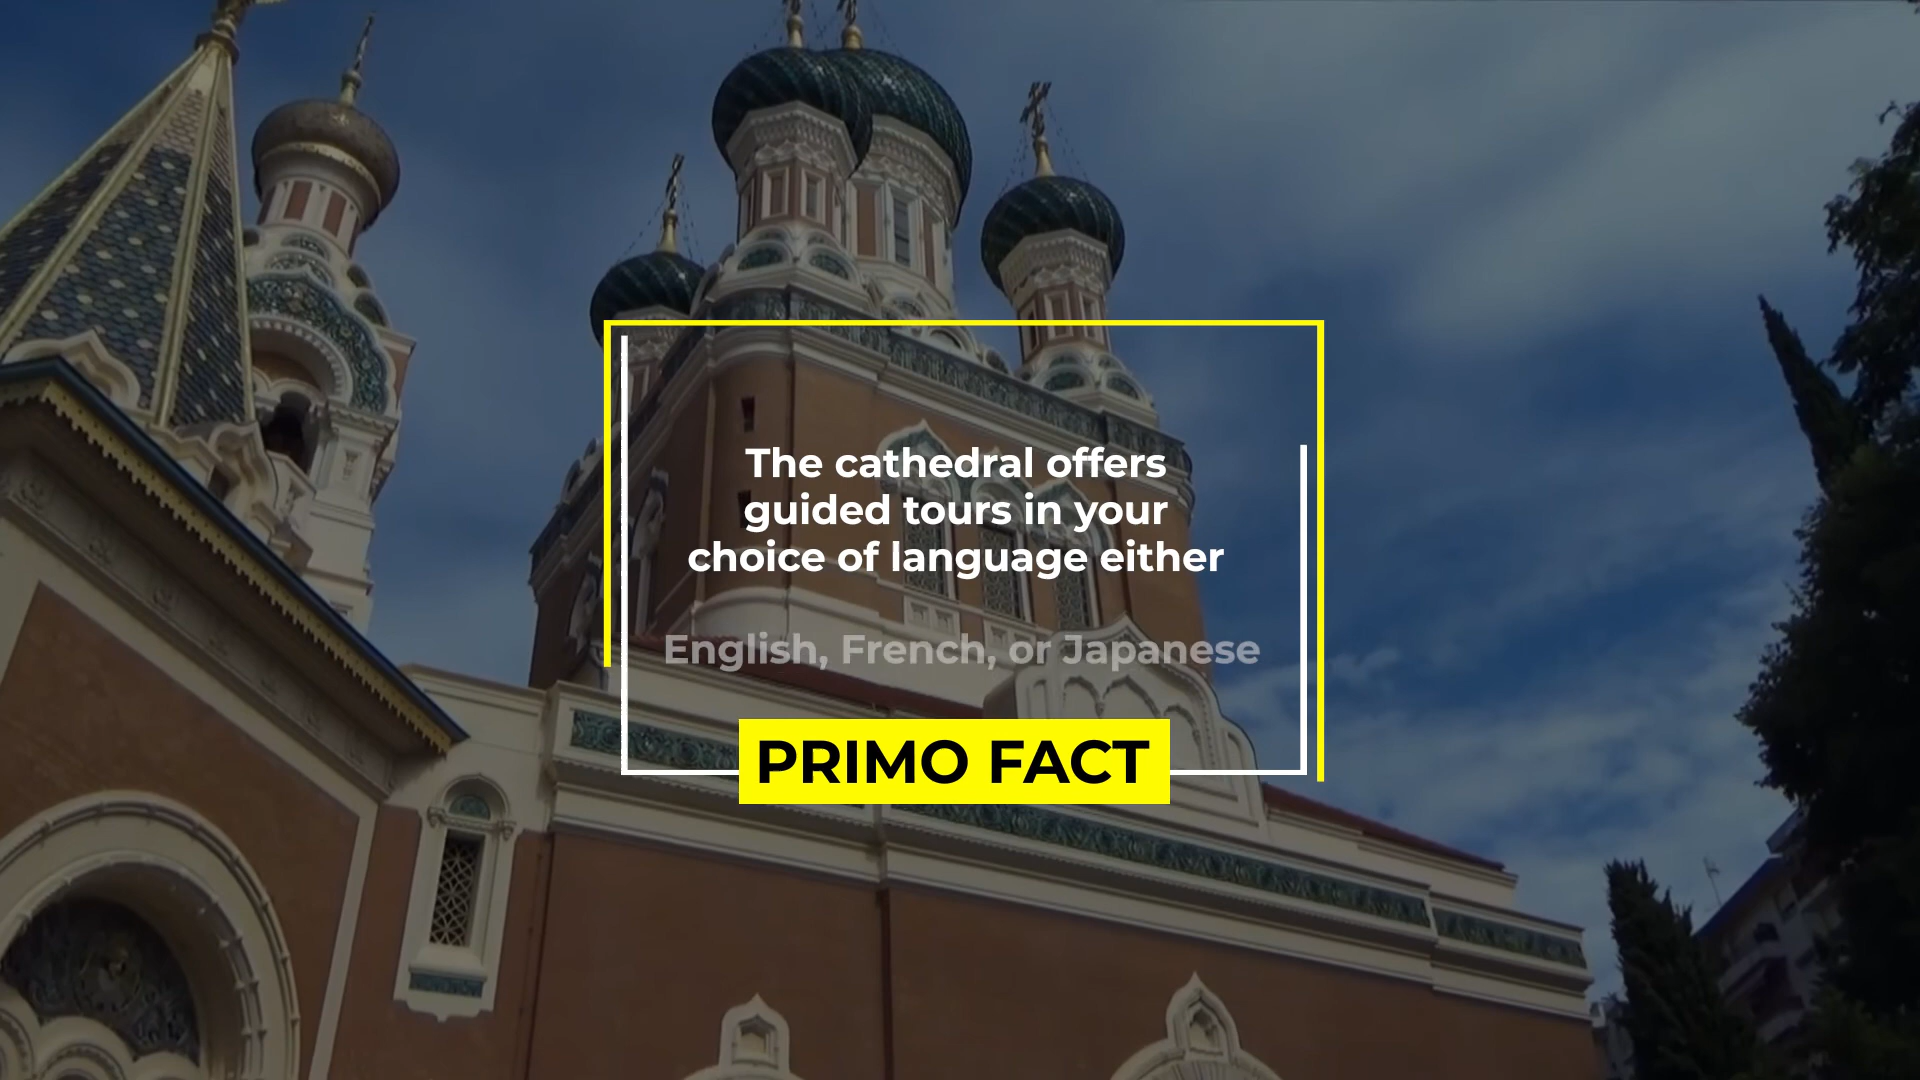 The cathedral offers
guided tours in your
choice of language either
English, French, or Japanese
PRIMO FACT